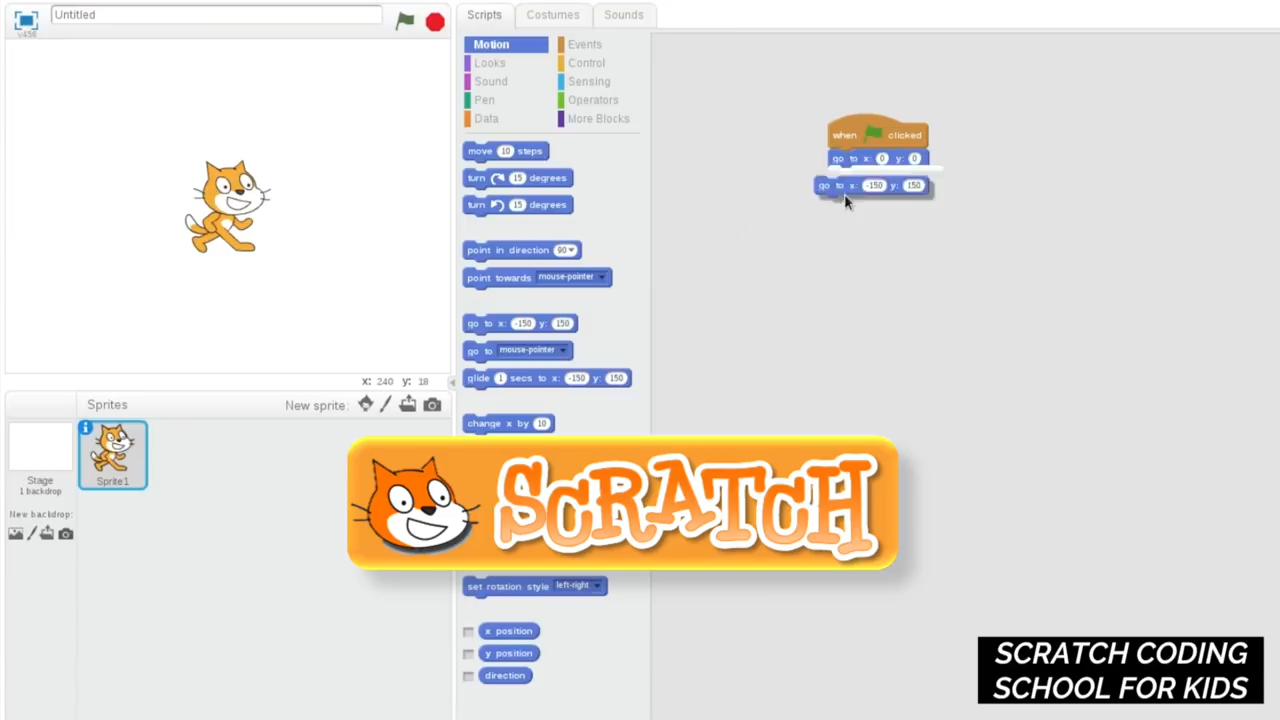 Untitled
v456
Scripts Costumes Sounds
Motion Events
Looks Control
Sound Sensing
Pen Operators
Data More Blocks
move 10 steps
turn 15 degrees
turn 15 degrees
point in direction 90
point towards mouse-pointer
go to x: -150 y: 150
go to mouse-pointer
glide 1 secs to x: -150 y: 150
change x by 10
set rotation style left-right
x position
y position
direction
when clicked
go to x: 0 y: 0
go to x: -150 y: 150
x: 240 y: 18
Sprites New sprite:
Sprite1
Stage
1 backdrop
New backdrop:
SCRATCH
SCRATCH CODING
SCHOOL FOR KIDS